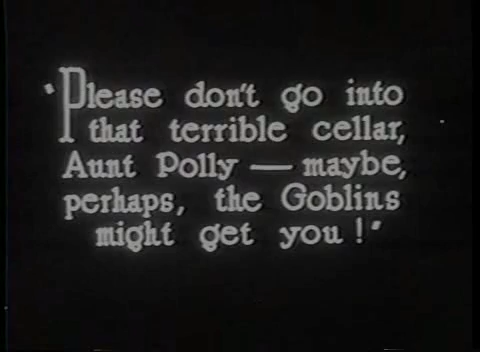 "Please don't go into
that terrible cellar,
Aunt Polly — maybe,
perhaps, the Goblins
might get you!"